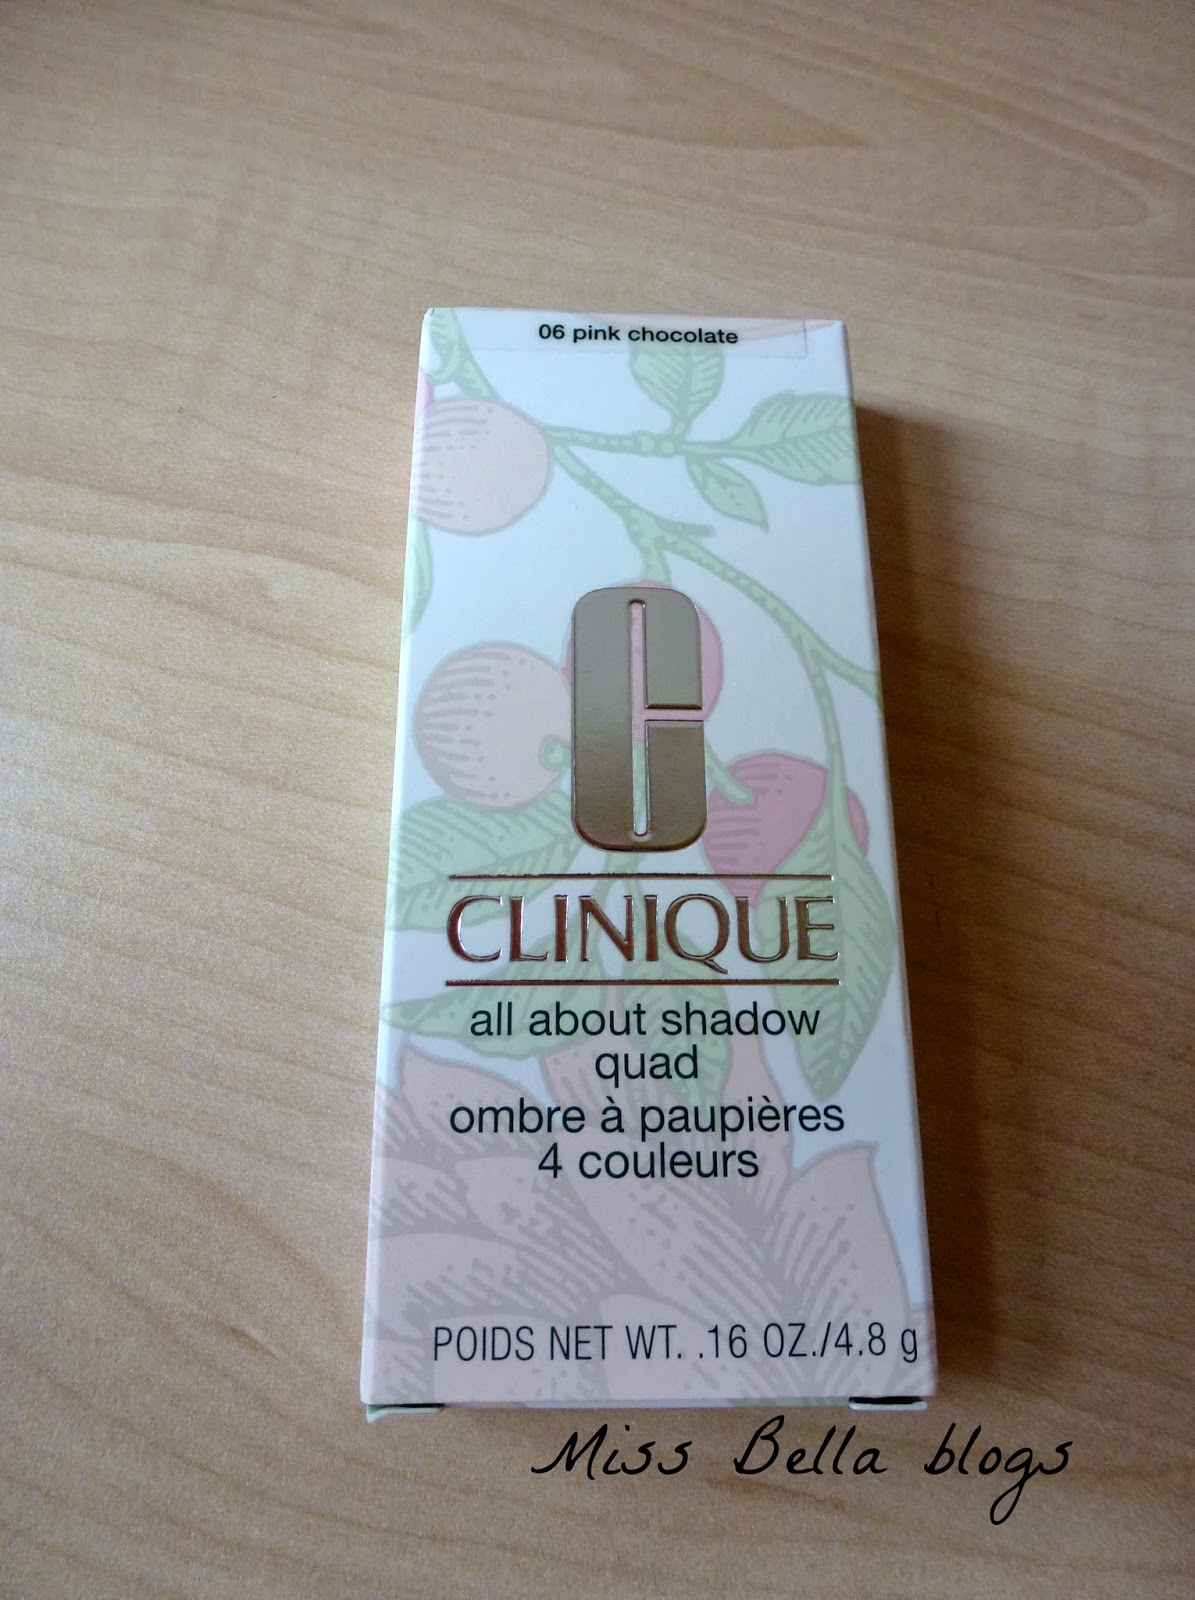 06 pink chocolate
C
CLINIQUE
all about shadow
quad
ombre à paupières
4 couleurs
POIDS NET WT. .16 OZ./4.8 g
Miss Bella blogs